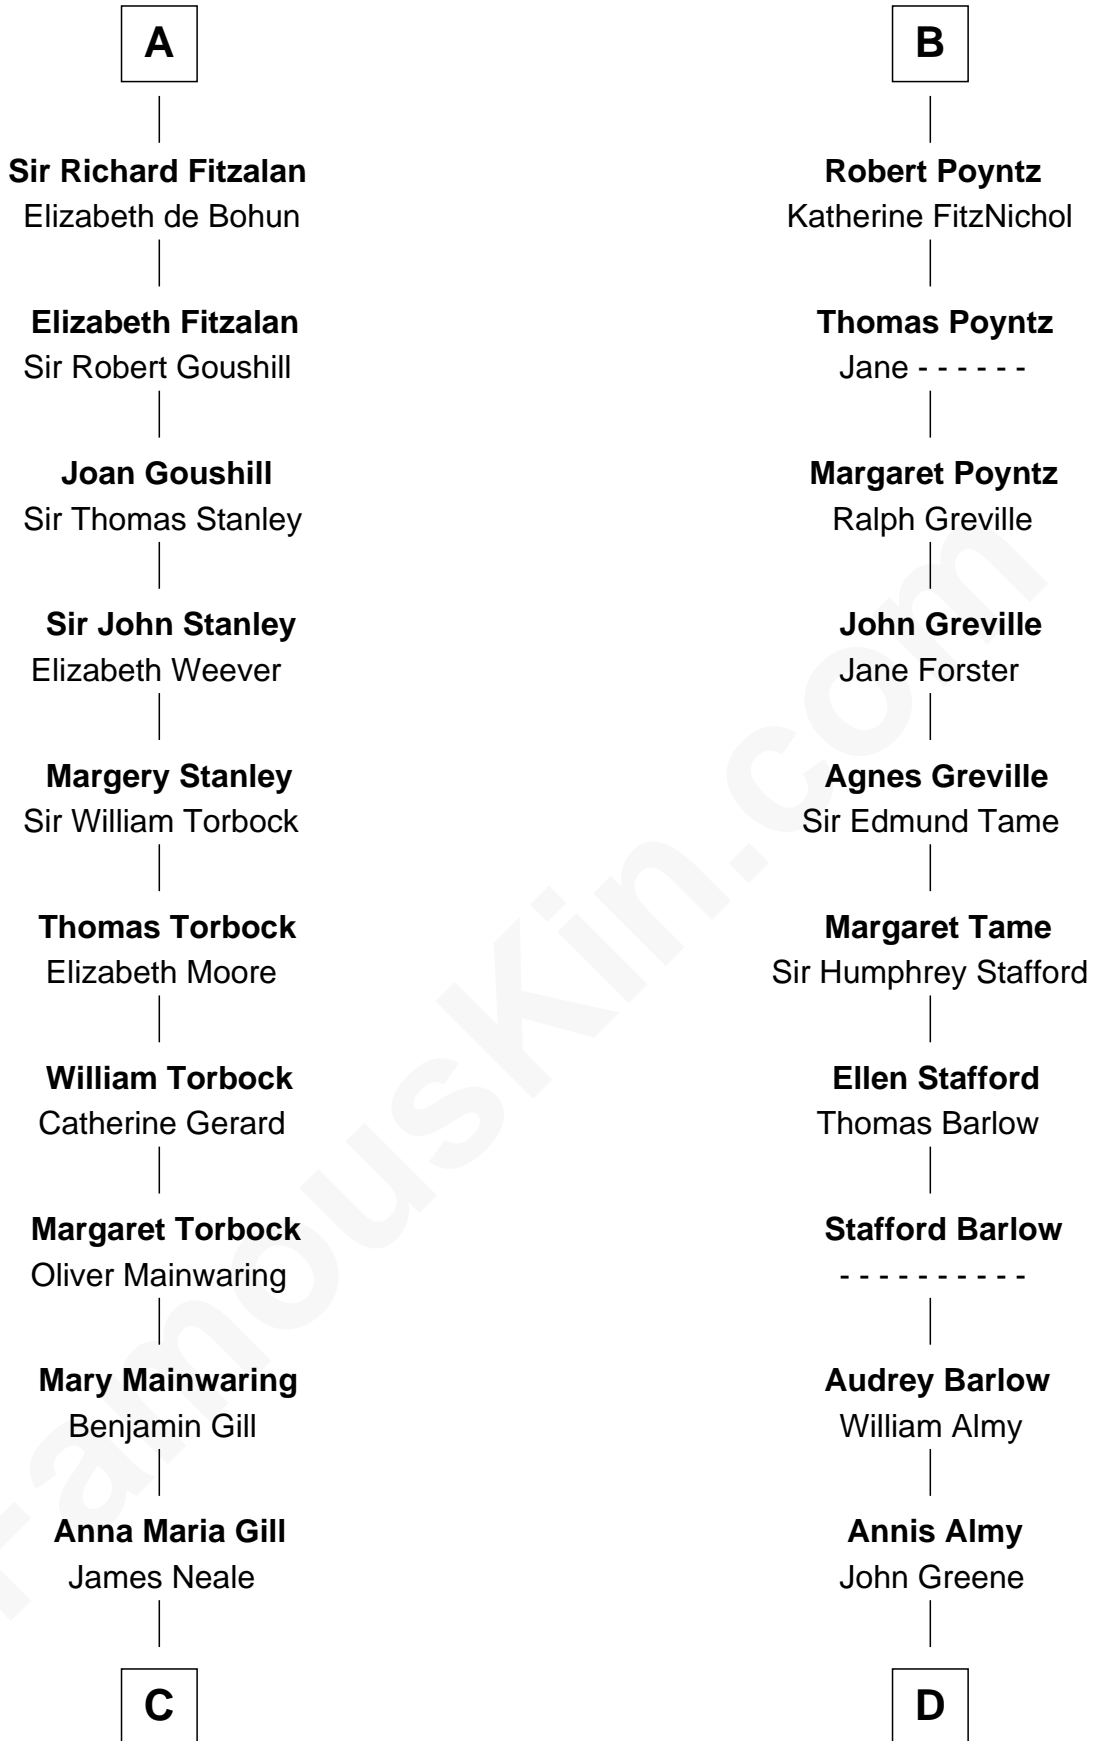 A
Sir Richard Fitzalan
Elizabeth de Bohun
Elizabeth Fitzalan
Sir Robert Goushill
Joan Goushill
Sir Thomas Stanley
Sir John Stanley
Elizabeth Weever
Margery Stanley
Sir William Torbock
Thomas Torbock
Elizabeth Moore
William Torbock
Catherine Gerard
Margaret Torbock
Oliver Mainwaring
Mary Mainwaring
Benjamin Gill
Anna Maria Gill
James Neale
C
B
Robert Poyntz
Katherine FitzNichol
Thomas Poyntz
Jane - - - - - -
Margaret Poyntz
Ralph Greville
John Greville
Jane Forster
Agnes Greville
Sir Edmund Tame
Margaret Tame
Sir Humphrey Stafford
Ellen Stafford
Thomas Barlow
Stafford Barlow
- - - - - - - - - -
Audrey Barlow
William Almy
Annis Almy
John Greene
D
FamousKin.com